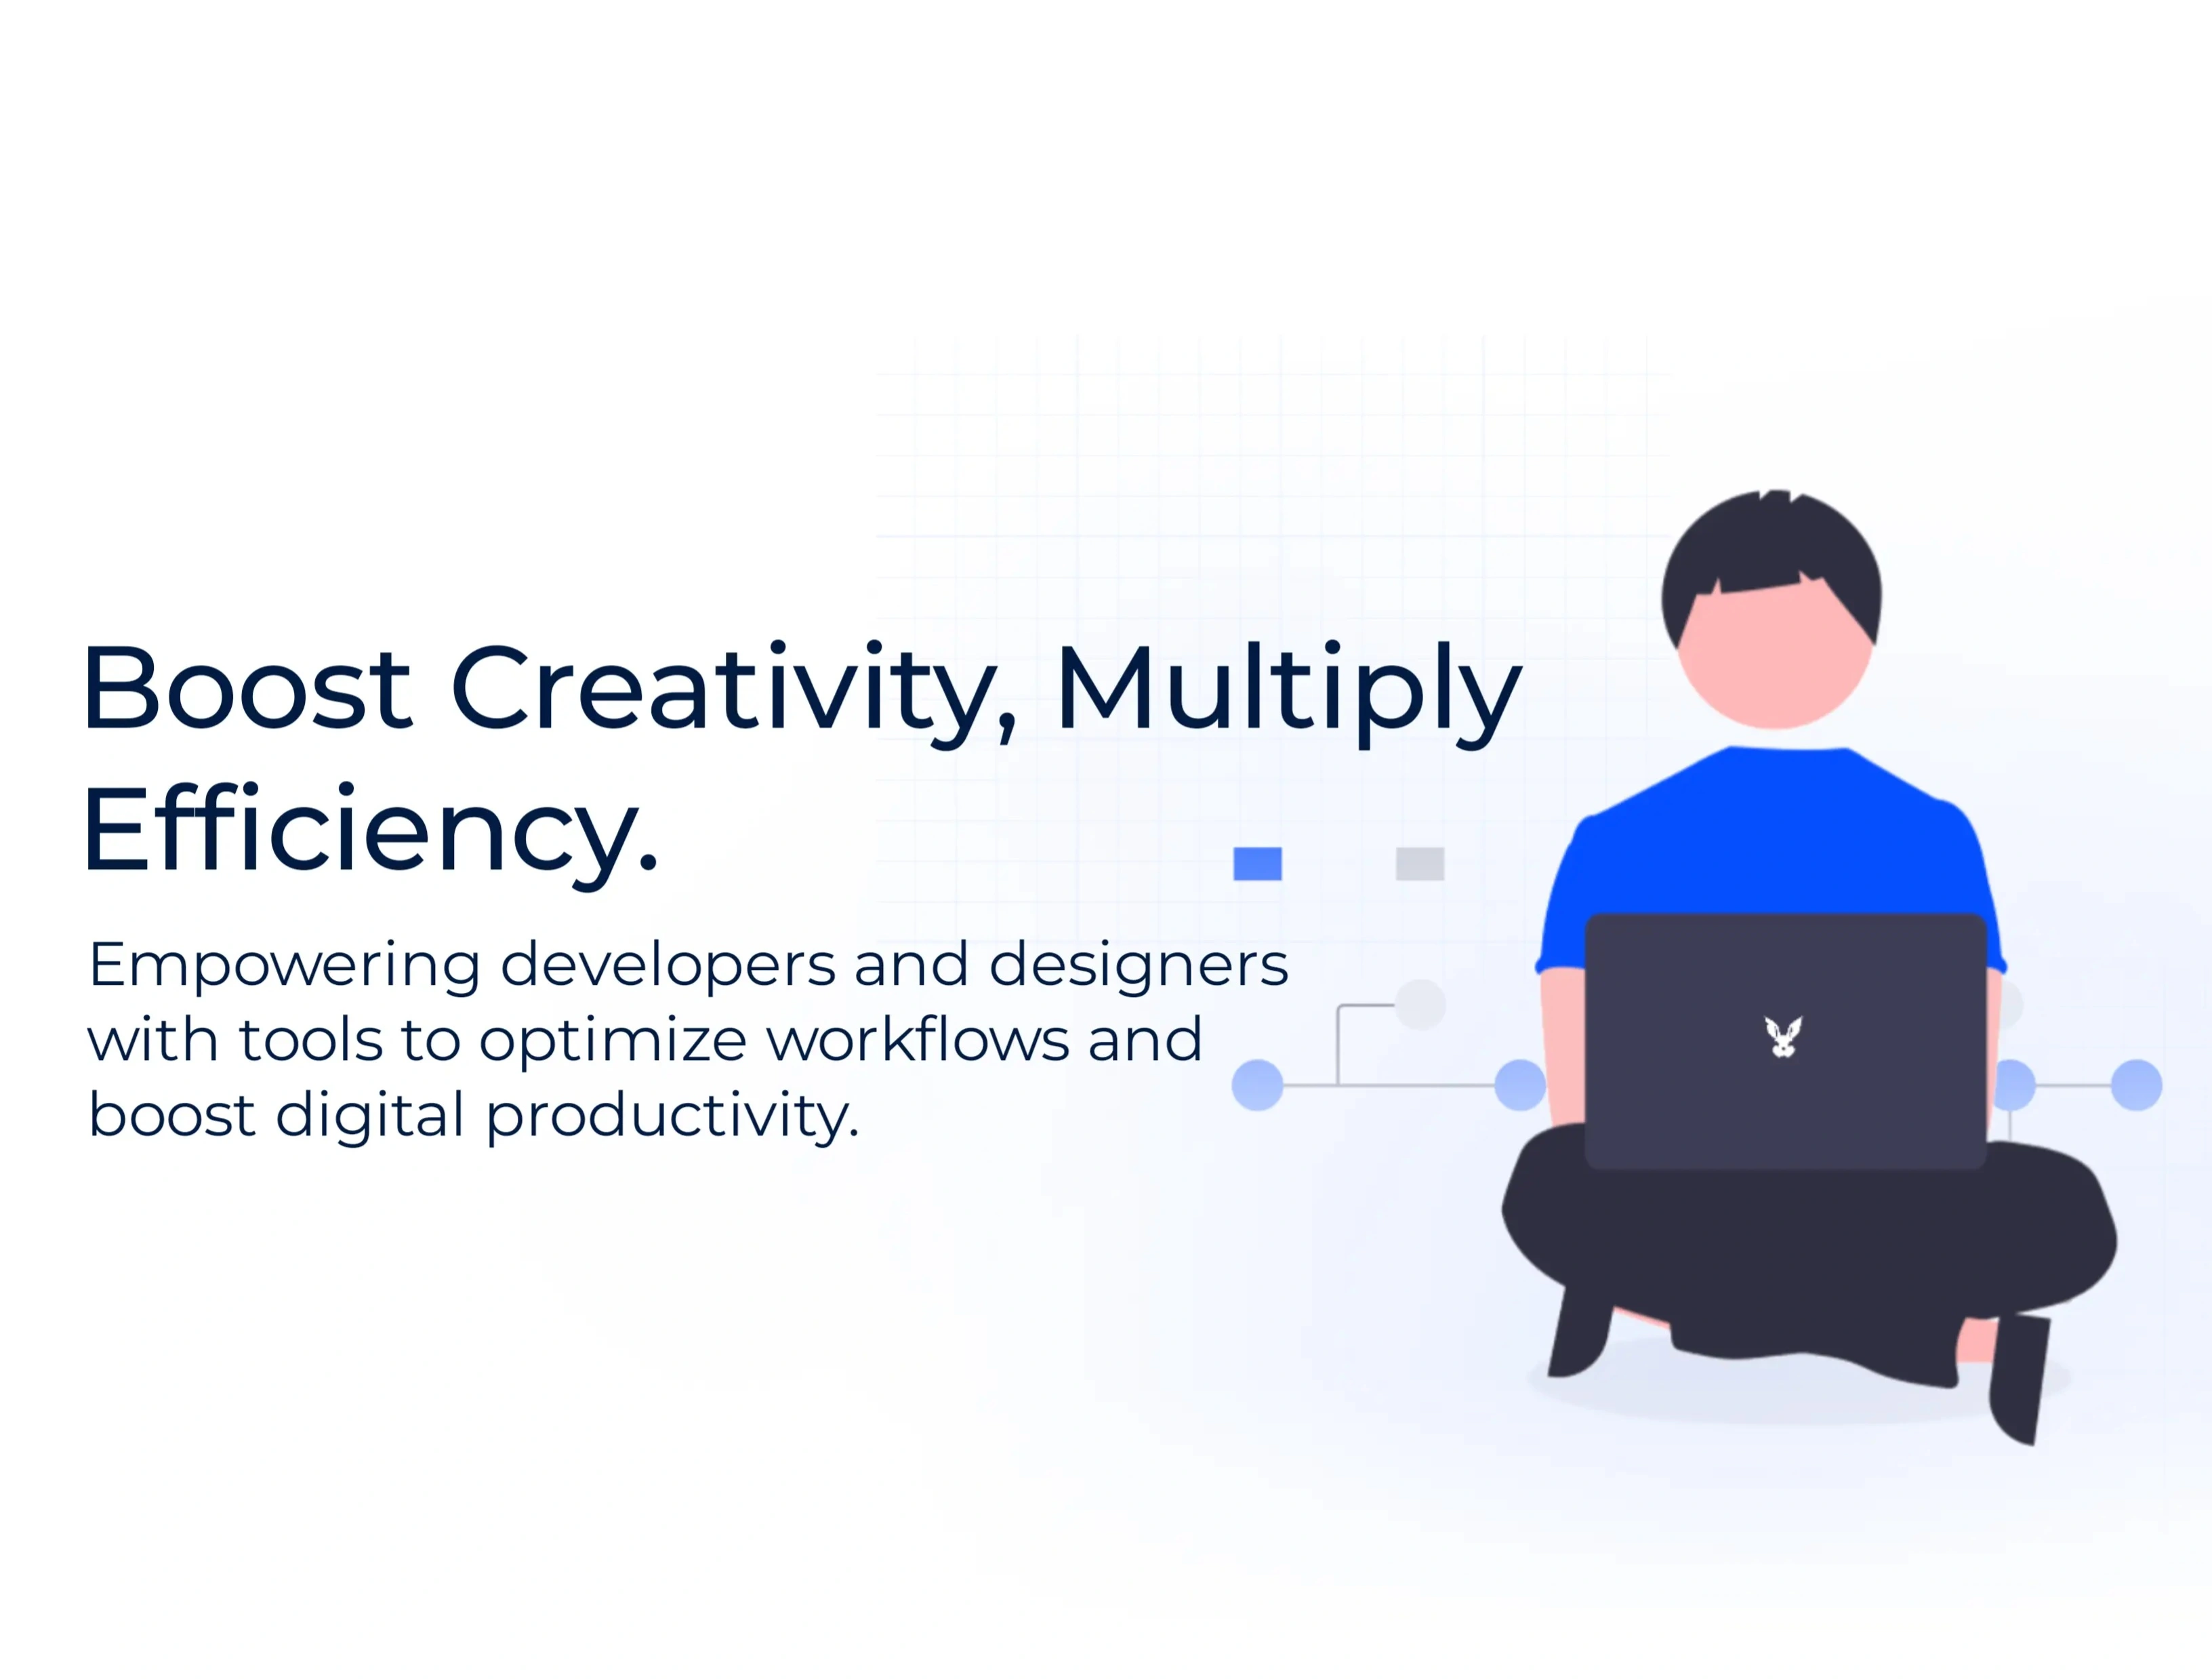 Boost Creativity, Multiply
Efficiency.
Empowering developers and designers
with tools to optimize workflows and
boost digital productivity.